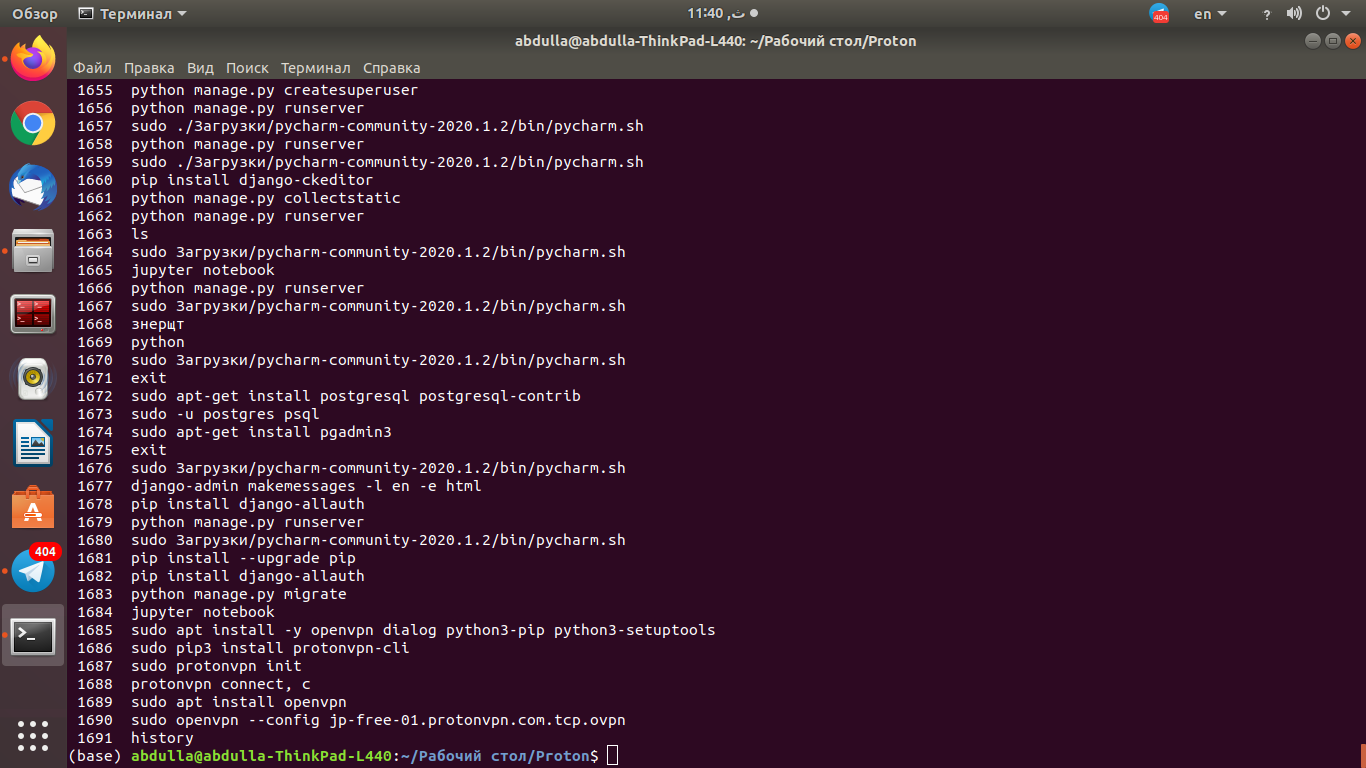 Обзор Терминал 11:40 ,ث 404 en ?
abdulla@abdulla-ThinkPad-L440: ~/Рабочий стол/Proton
Файл Правка Вид Поиск Терминал Справка
1655 python manage.py createsuperuser
1656 python manage.py runserver
1657 sudo ./Загрузки/pycharm-community-2020.1.2/bin/pycharm.sh
1658 python manage.py runserver
1659 sudo ./Загрузки/pycharm-community-2020.1.2/bin/pycharm.sh
1660 pip install django-ckeditor
1661 python manage.py collectstatic
1662 python manage.py runserver
1663 ls
1664 sudo Загрузки/pycharm-community-2020.1.2/bin/pycharm.sh
1665 jupyter notebook
1666 python manage.py runserver
1667 sudo Загрузки/pycharm-community-2020.1.2/bin/pycharm.sh
1668 знерщт
1669 python
1670 sudo Загрузки/pycharm-community-2020.1.2/bin/pycharm.sh
1671 exit
1672 sudo apt-get install postgresql postgresql-contrib
1673 sudo -u postgres psql
1674 sudo apt-get install pgadmin3
1675 exit
1676 sudo Загрузки/pycharm-community-2020.1.2/bin/pycharm.sh
1677 django-admin makemessages -l en -e html
1678 pip install django-allauth
1679 python manage.py runserver
1680 sudo Загрузки/pycharm-community-2020.1.2/bin/pycharm.sh
1681 pip install --upgrade pip
1682 pip install django-allauth
1683 python manage.py migrate
1684 jupyter notebook
1685 sudo apt install -y openvpn dialog python3-pip python3-setuptools
1686 sudo pip3 install protonvpn-cli
1687 sudo protonvpn init
1688 protonvpn connect, c
1689 sudo apt install openvpn
1690 sudo openvpn --config jp-free-01.protonvpn.com.tcp.ovpn
1691 history
(base) abdulla@abdulla-ThinkPad-L440:~/Рабочий стол/Proton$
404